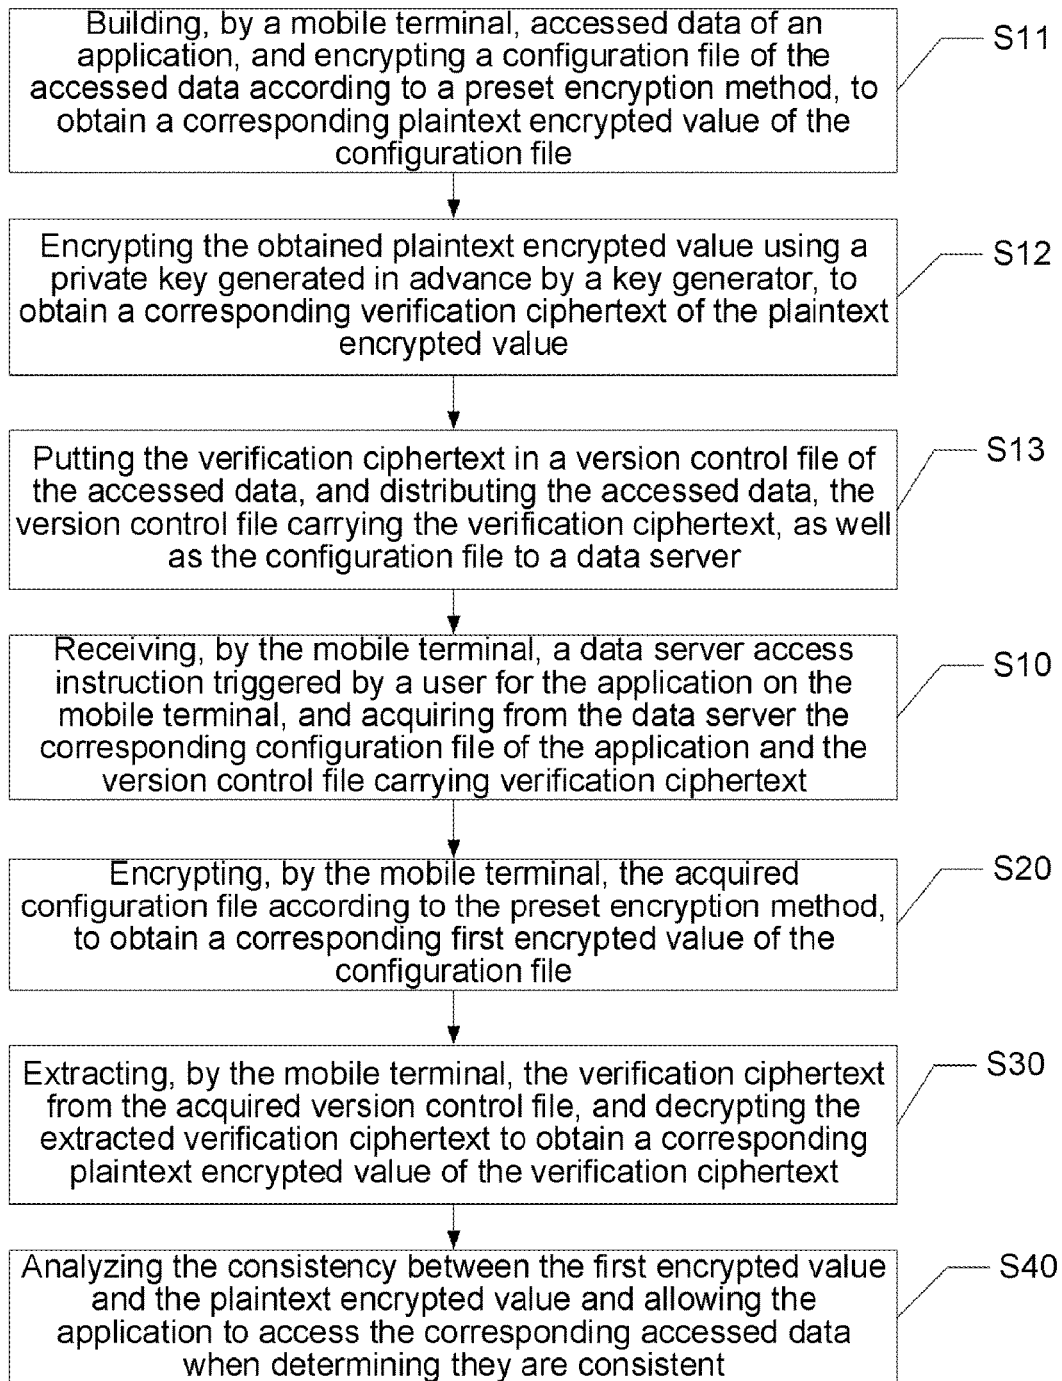 Building, by a mobile terminal, accessed data of an
application, and encrypting a configuration file of the
accessed data according to a preset encryption method, to
obtain a corresponding plaintext encrypted value of the
configuration file
S11
Encrypting the obtained plaintext encrypted value using a
private key generated in advance by a key generator, to
obtain a corresponding verification ciphertext of the plaintext
encrypted value
S12
Putting the verification ciphertext in a version control file of
the accessed data, and distributing the accessed data, the
version control file carrying the verification ciphertext, as well
as the configuration file to a data server
S13
Receiving, by the mobile terminal, a data server access
instruction triggered by a user for the application on the
mobile terminal, and acquiring from the data server the
corresponding configuration file of the application and the
version control file carrying verification ciphertext
S10
Encrypting, by the mobile terminal, the acquired
configuration file according to the preset encryption method,
to obtain a corresponding first encrypted value of the
configuration file
S20
Extracting, by the mobile terminal, the verification ciphertext
from the acquired version control file, and decrypting the
extracted verification ciphertext to obtain a corresponding
plaintext encrypted value of the verification ciphertext
S30
Analyzing the consistency between the first encrypted value
and the plaintext encrypted value and allowing the
application to access the corresponding accessed data
when determining they are consistent
S40